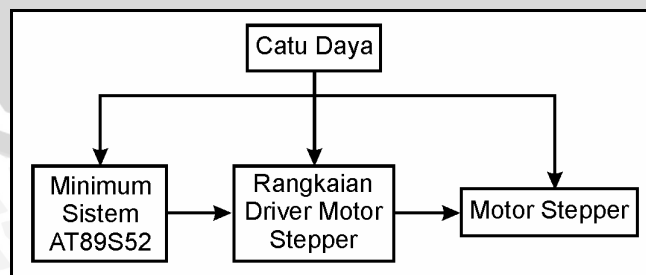 Catu Daya
Minimum
Sistem
AT89S52
Rangkaian
Driver Motor
Stepper
Motor Stepper